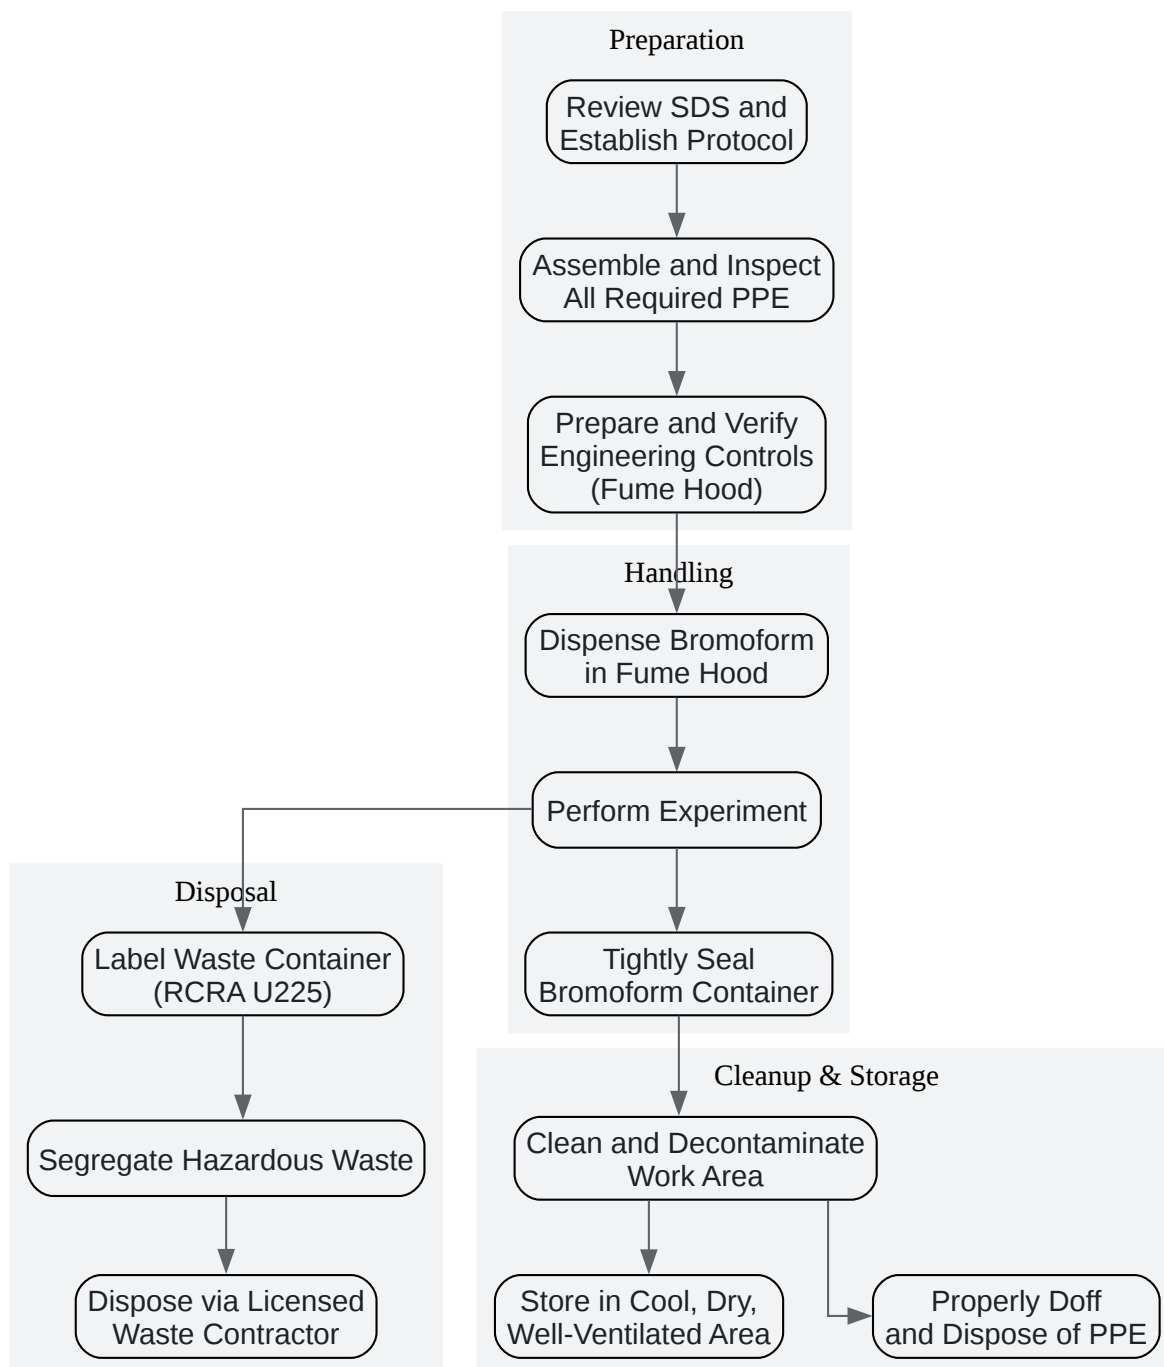 Preparation
Review SDS and
Establish Protocol
Assemble and Inspect
All Required PPE
Prepare and Verify
Engineering Controls
(Fume Hood)
Handling
Dispense Bromoform
in Fume Hood
Perform Experiment
Tightly Seal
Bromoform Container
Disposal
Label Waste Container
(RCRA U225)
Segregate Hazardous Waste
Dispose via Licensed
Waste Contractor
Cleanup & Storage
Clean and Decontaminate
Work Area
Store in Cool, Dry,
Well-Ventilated Area
Properly Doff
and Dispose of PPE